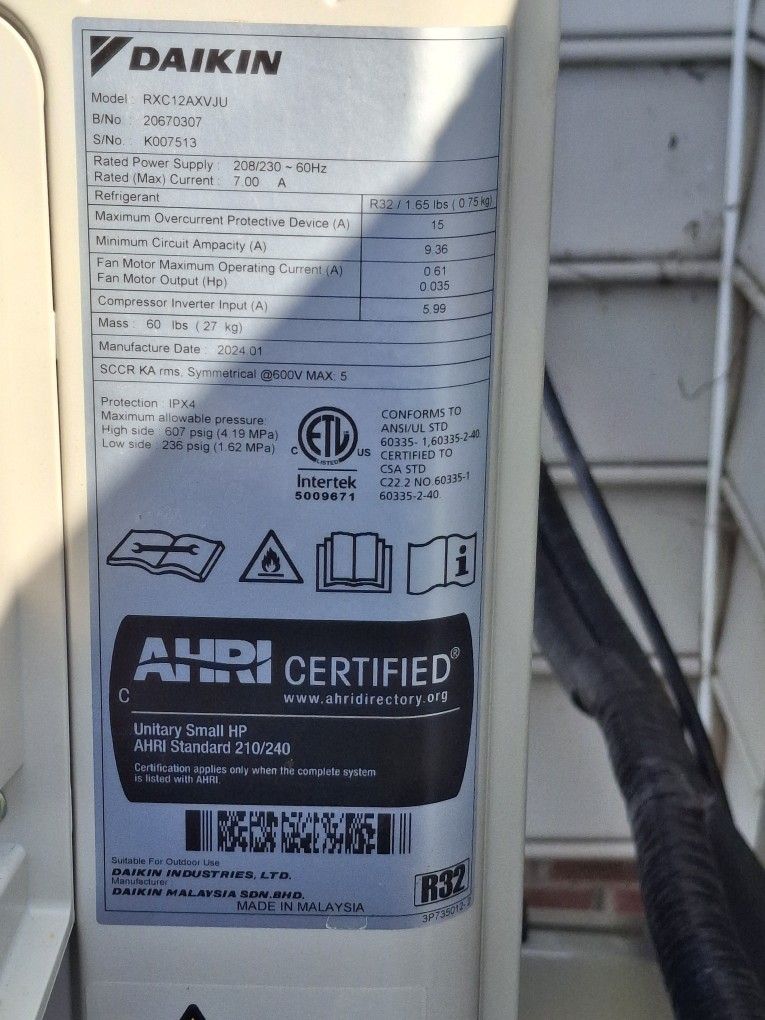 DAIKIN
Model : RXC12AXVJU
B/No. : 20670307
S/No. : K007513
Rated Power Supply : 208/230 ~ 60Hz
Rated (Max) Current : 7.00 A
Refrigerant R32 / 1.65 lbs ( 0.75 kg)
Maximum Overcurrent Protective Device (A) 15
Minimum Circuit Ampacity (A) 9.36
Fan Motor Maximum Operating Current (A) 0.61
Fan Motor Output (Hp) 0.035
Compressor Inverter Input (A) 5.99
Mass : 60 lbs ( 27 kg)
Manufacture Date : 2024.01
SCCR KA rms, Symmetrical @600V MAX: 5
Protection : IPX4
Maximum allowable pressure:
High side : 607 psig (4.19 MPa)
Low side : 236 psig (1.62 MPa)
ETL
LISTED
C US
Intertek
5009671
CONFORMS TO
ANSI/UL STD
60335- 1,60335-2-40.
CERTIFIED TO
CSA STD
C22.2 NO.60335-1
60335-2-40.
i
AHRI CERTIFIED®
C
www.ahridirectory.org
Unitary Small HP
AHRI Standard 210/240
Certification applies only when the complete system
is listed with AHRI.
Suitable For Outdoor Use
DAIKIN INDUSTRIES, LTD.
Manufacturer
DAIKIN MALAYSIA SDN.BHD.
MADE IN MALAYSIA
R32